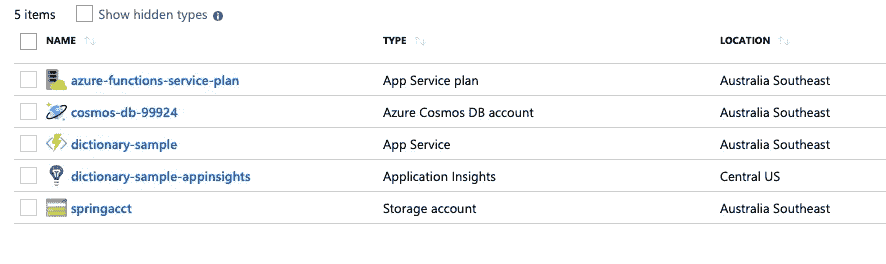 5 items Show hidden types
NAME TYPE LOCATION
azure-functions-service-plan App Service plan Australia Southeast
cosmos-db-99924 Azure Cosmos DB account Australia Southeast
dictionary-sample App Service Australia Southeast
dictionary-sample-appinsights Application Insights Central US
springacct Storage account Australia Southeast